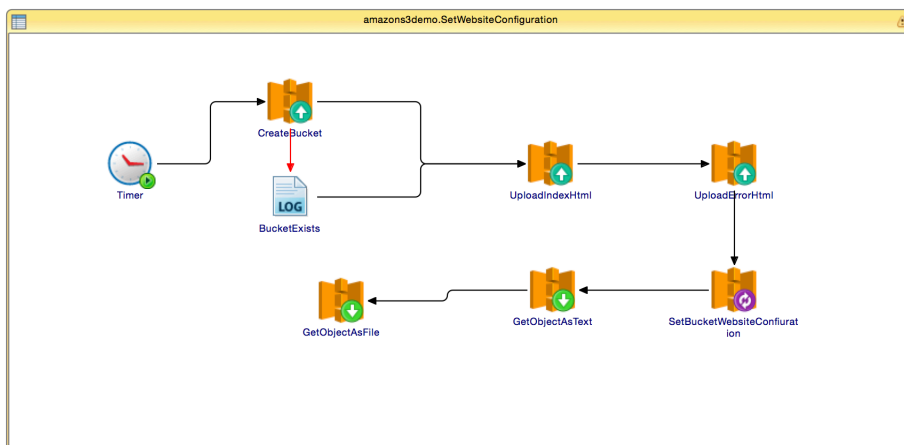 amazons3demo.SetWebsiteConfiguration
CreateBucket
Timer
LOG
BucketExists
UploadIndexHtml
UploadErrorHtml
GetObjectAsFile
GetObjectAsText
SetBucketWebsiteConfiurat
ion